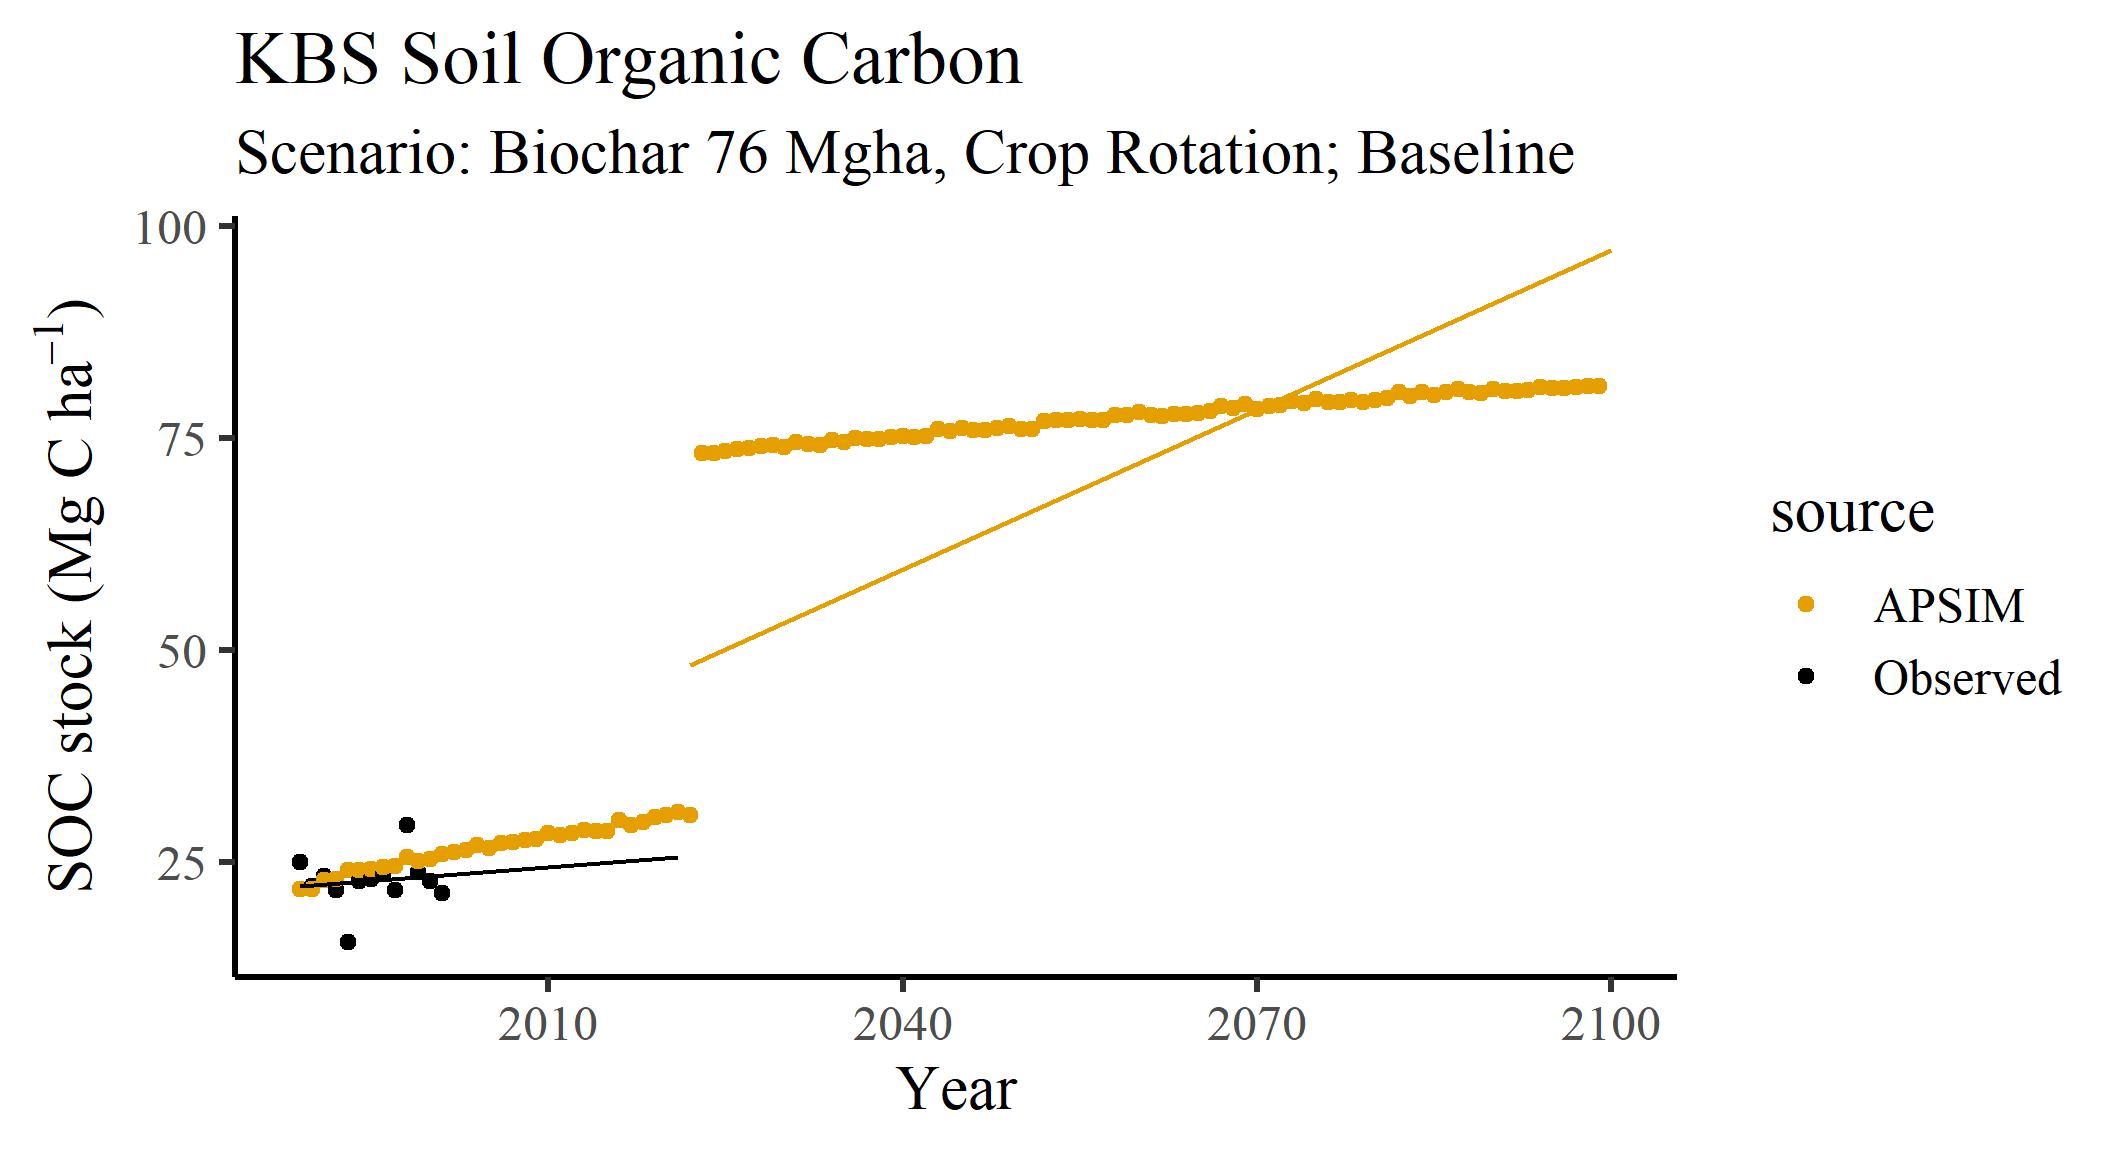 KBS Soil Organic Carbon
Scenario: Biochar 76 Mgha, Crop Rotation; Baseline
SOC stock (Mg C ha⁻¹)
100
75
50
25
2010
2040
2070
2100
Year
source
APSIM
Observed